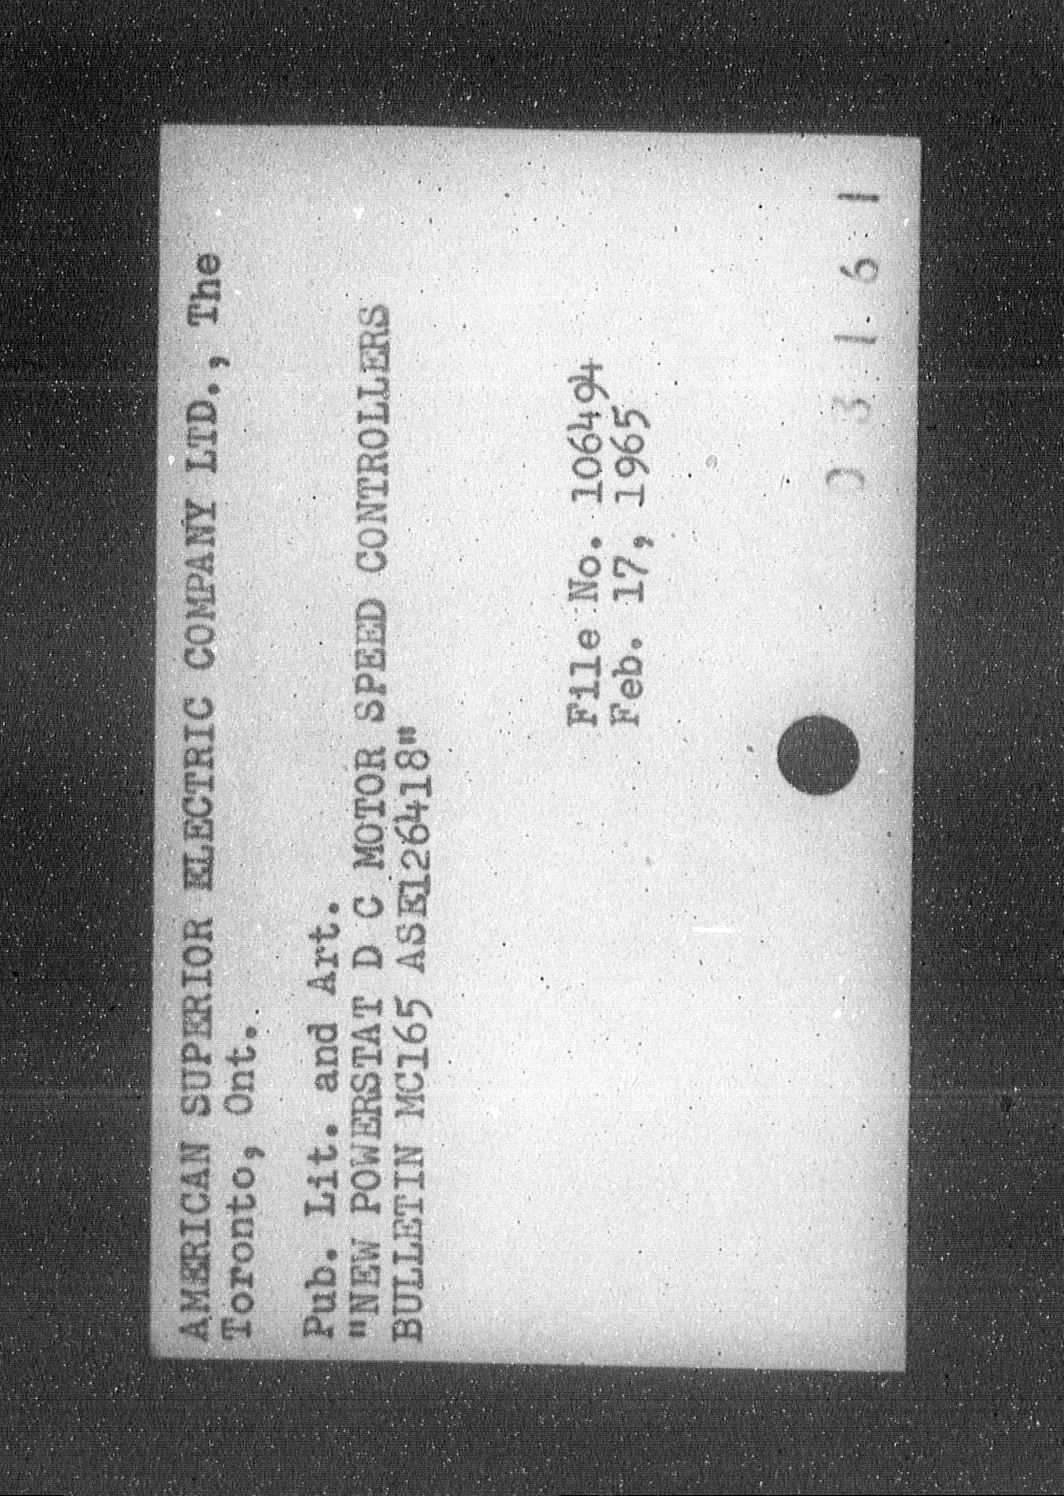 AMERICAN SUPERIOR ELECTRIC COMPANY LTD., The
Toronto, Ont.
Pub. Lit. and Art.
"NEW POWERSTAT D C MOTOR SPEED CONTROLLERS
BULLETIN MC165 ASE126418"
File No. 106494
Feb. 17, 1965
03161